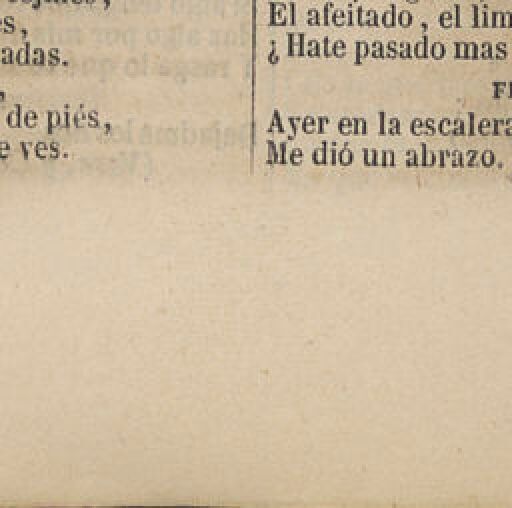 es,
adas.
de piés,
e ves.
El afeitado, el lim
¿Hate pasado mas
FI
Ayer en la escalera
Me dió un abrazo.